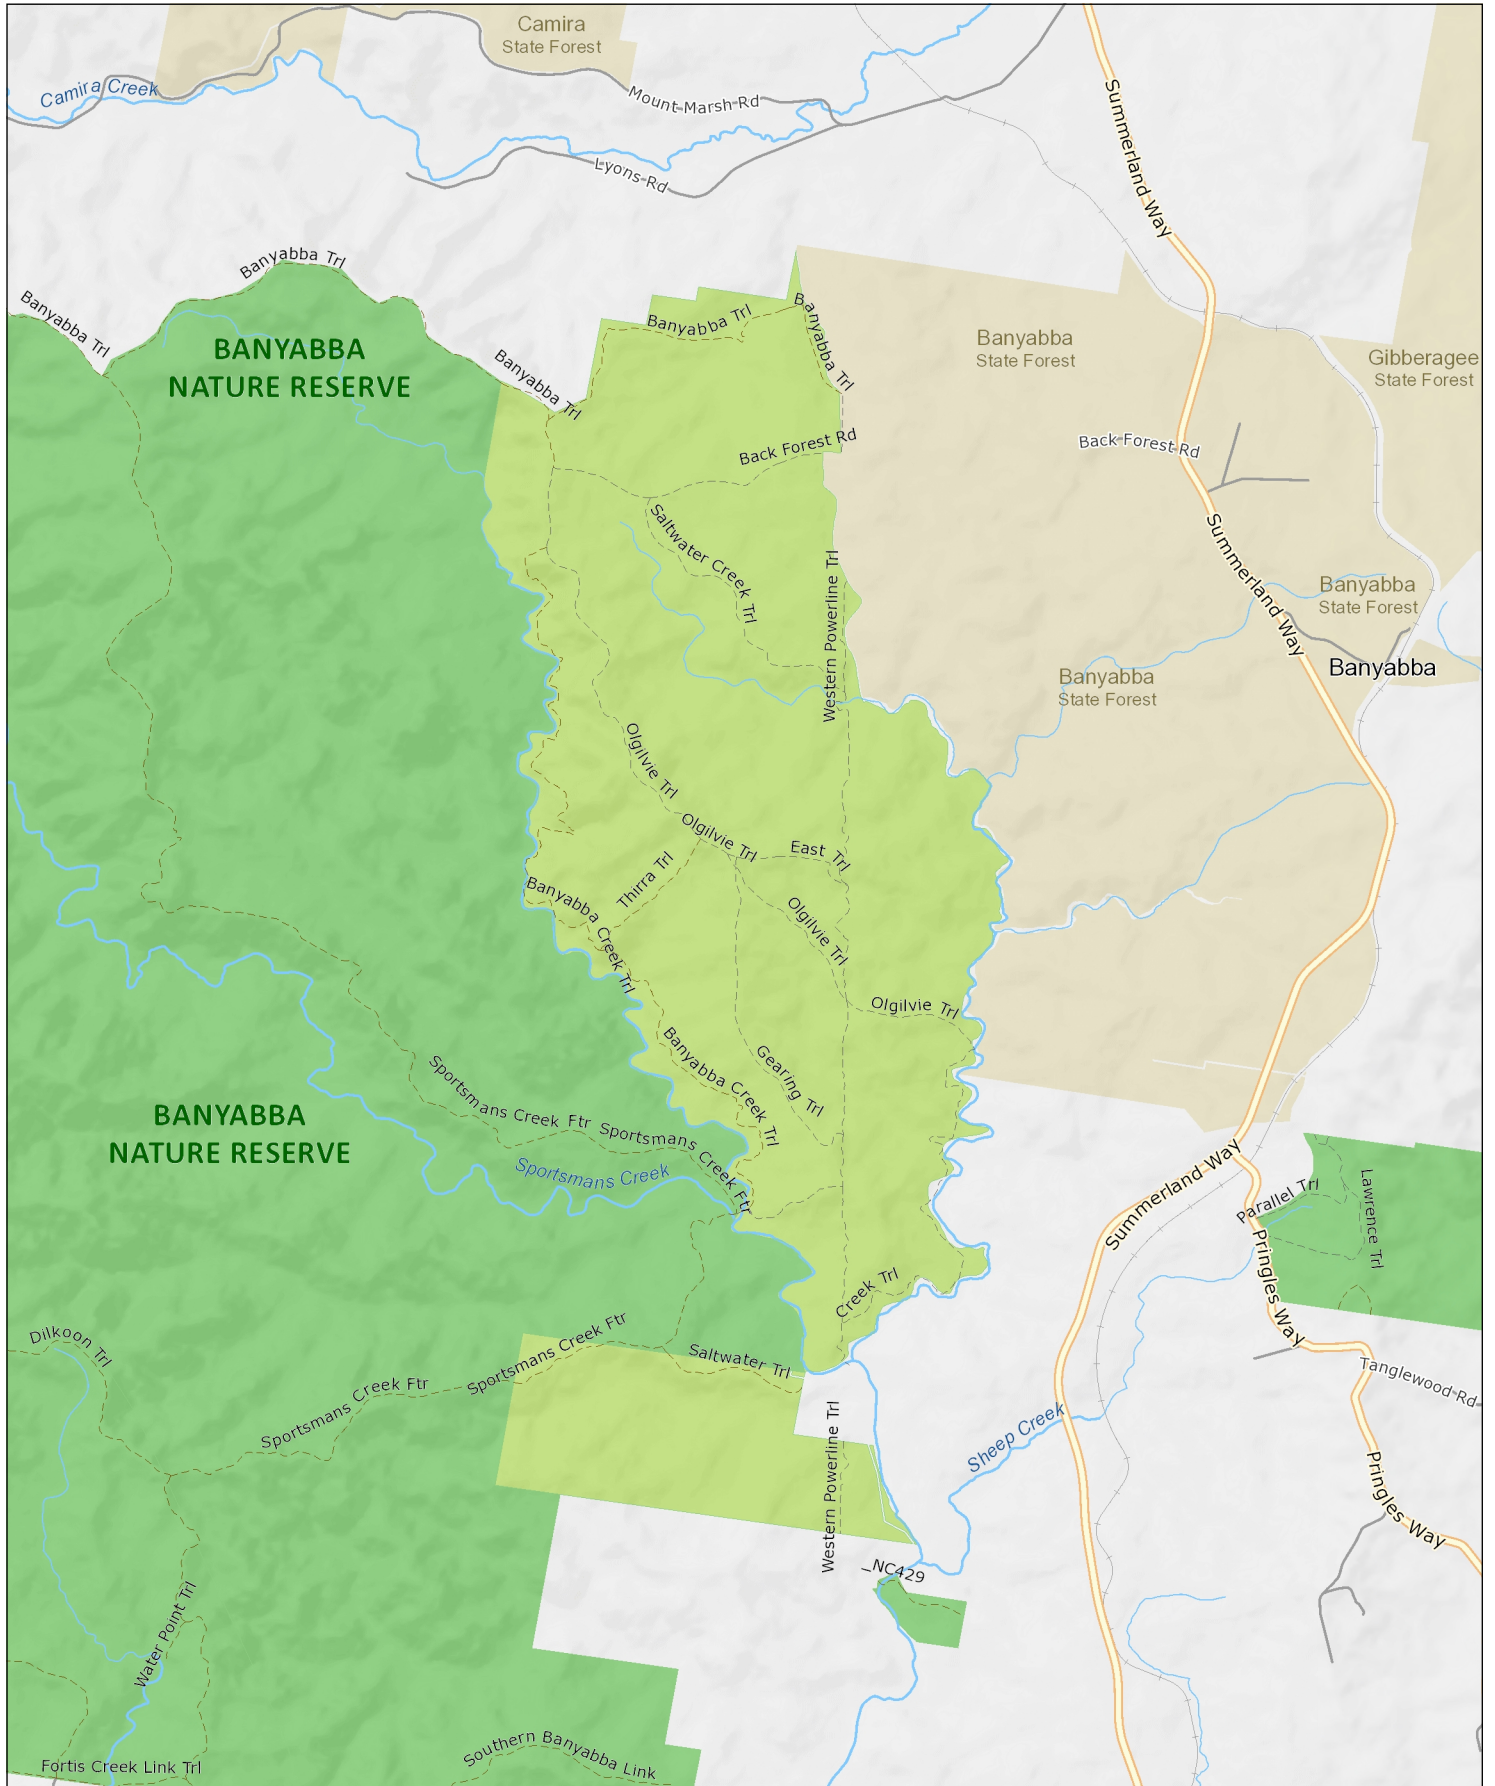 Camira
State Forest
Camira Creek
Mount Marsh Rd
Lyons Rd
Summerland Way
Banyabba Trl
Banyabba Trl
BANYABBA
NATURE RESERVE
Banyabba Trl
Banyabba Trl
Banyabba Trl
Banyabba
State Forest
Gibberagee
State Forest
Back Forest Rd
Back Forest Rd
Saltwater Creek Trl
Western Powerline Trl
Summerland Way
Banyabba
State Forest
Banyabba
Banyabba
State Forest
Olgilvie Trl
Olgilvie Trl
East Trl
Thirra Trl
Banyabba Creek Trl
Olgilvie Trl
Olgilvie Trl
Banyabba Creek Trl
Gearing Trl
Sportsmans Creek Ftr
Sportsmans Creek Ftr
BANYABBA
NATURE RESERVE
Sportsmans Creek
Summerland Way
Parallel Trl
Lawrence Trl
Pringles Way
Creek Trl
Dilkoon Trl
Sportsmans Creek Ftr
Sportsmans Creek Ftr
Saltwater Trl
Tanglewood Rd
Western Powerline Trl
Sheep Creek
Pringles Way
_NC429
Water Point Trl
Fortis Creek Link Trl
Southern Banyabba Link